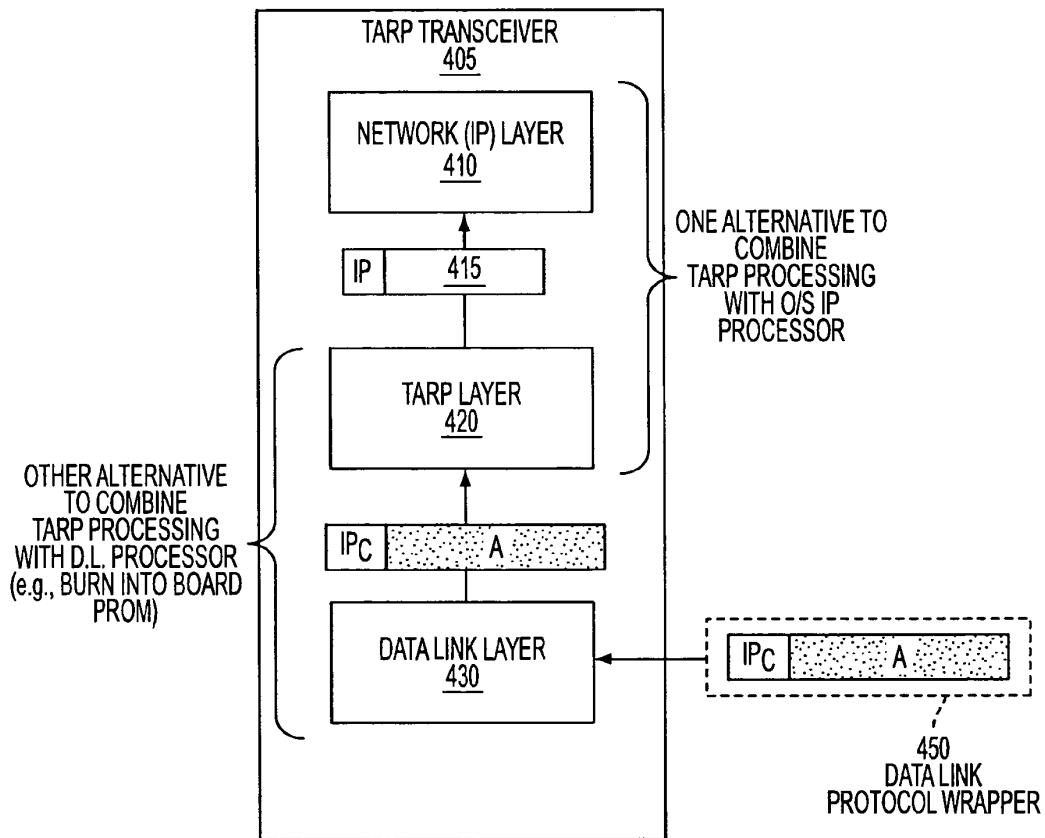 TARP TRANSCEIVER
405
NETWORK (IP) LAYER
410
IP
415
ONE ALTERNATIVE TO
COMBINE
TARP PROCESSING
WITH O/S IP
PROCESSOR
TARP LAYER
420
OTHER ALTERNATIVE
TO COMBINE
TARP PROCESSING
WITH D.L. PROCESSOR
(e.g., BURN INTO BOARD
PROM)
IPC A
DATA LINK LAYER
430
IPC A
450
DATA LINK
PROTOCOL WRAPPER